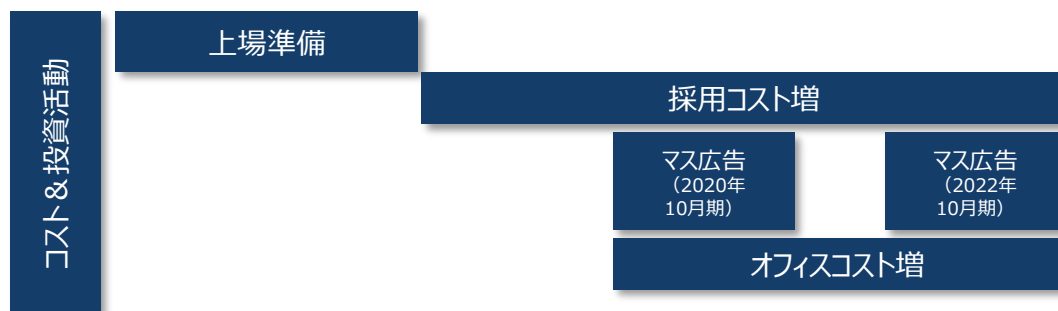 コスト＆投資活動
上場準備
採用コスト増
マス広告
（2020年
10月期）
マス広告
（2022年
10月期）
オフィスコスト増